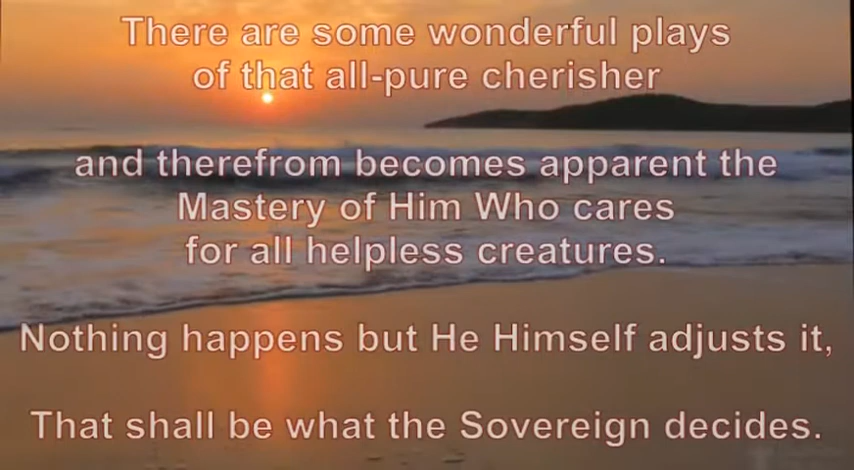 There are some wonderful plays
of that all-pure cherisher
and therefrom becomes apparent the
Mastery of Him Who cares
for all helpless creatures.
Nothing happens but He Himself adjusts it,
That shall be what the Sovereign decides.